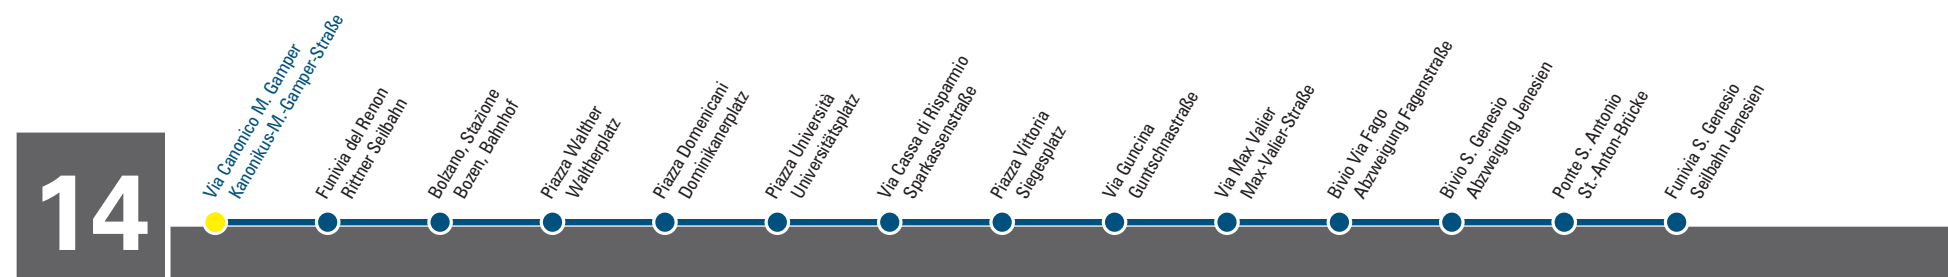 14
Via Canonico M. Gamper
Kanonikus-M.-Gamper-Straße
Funivia del Renon
Rittner Seilbahn
Bolzano, Stazione
Bozen, Bahnhof
Piazza Walther
Waltherplatz
Piazza Domenicani
Dominikanerplatz
Piazza Università
Universitätsplatz
Via Cassa di Risparmio
Sparkassenstraße
Piazza Vittoria
Siegesplatz
Via Guncina
Guntschnastraße
Via Max Valier
Max-Valier-Straße
Bivio Via Fago
Abzweigung Fagenstraße
Bivio S. Genesio
Abzweigung Jenesien
Ponte S. Antonio
St.-Anton-Brücke
Funivia S. Genesio
Seilbahn Jenesien